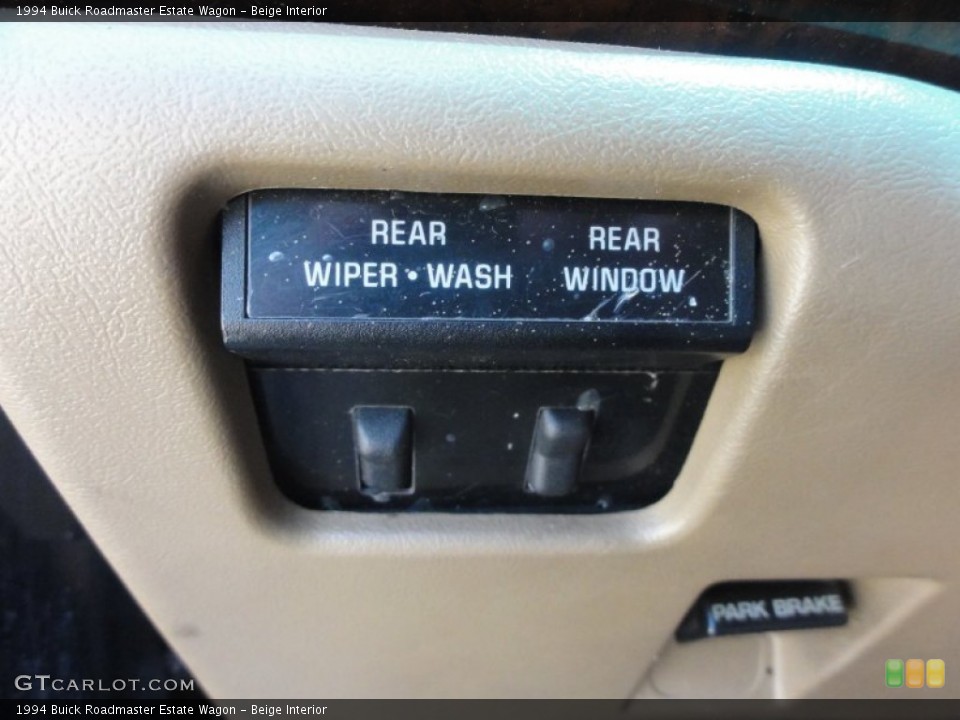 1994 Buick Roadmaster Estate Wagon - Beige Interior
REAR
WIPER • WASH
REAR
WINDOW
PARK BRAKE
GTCARLOT.COM
1994 Buick Roadmaster Estate Wagon - Beige Interior